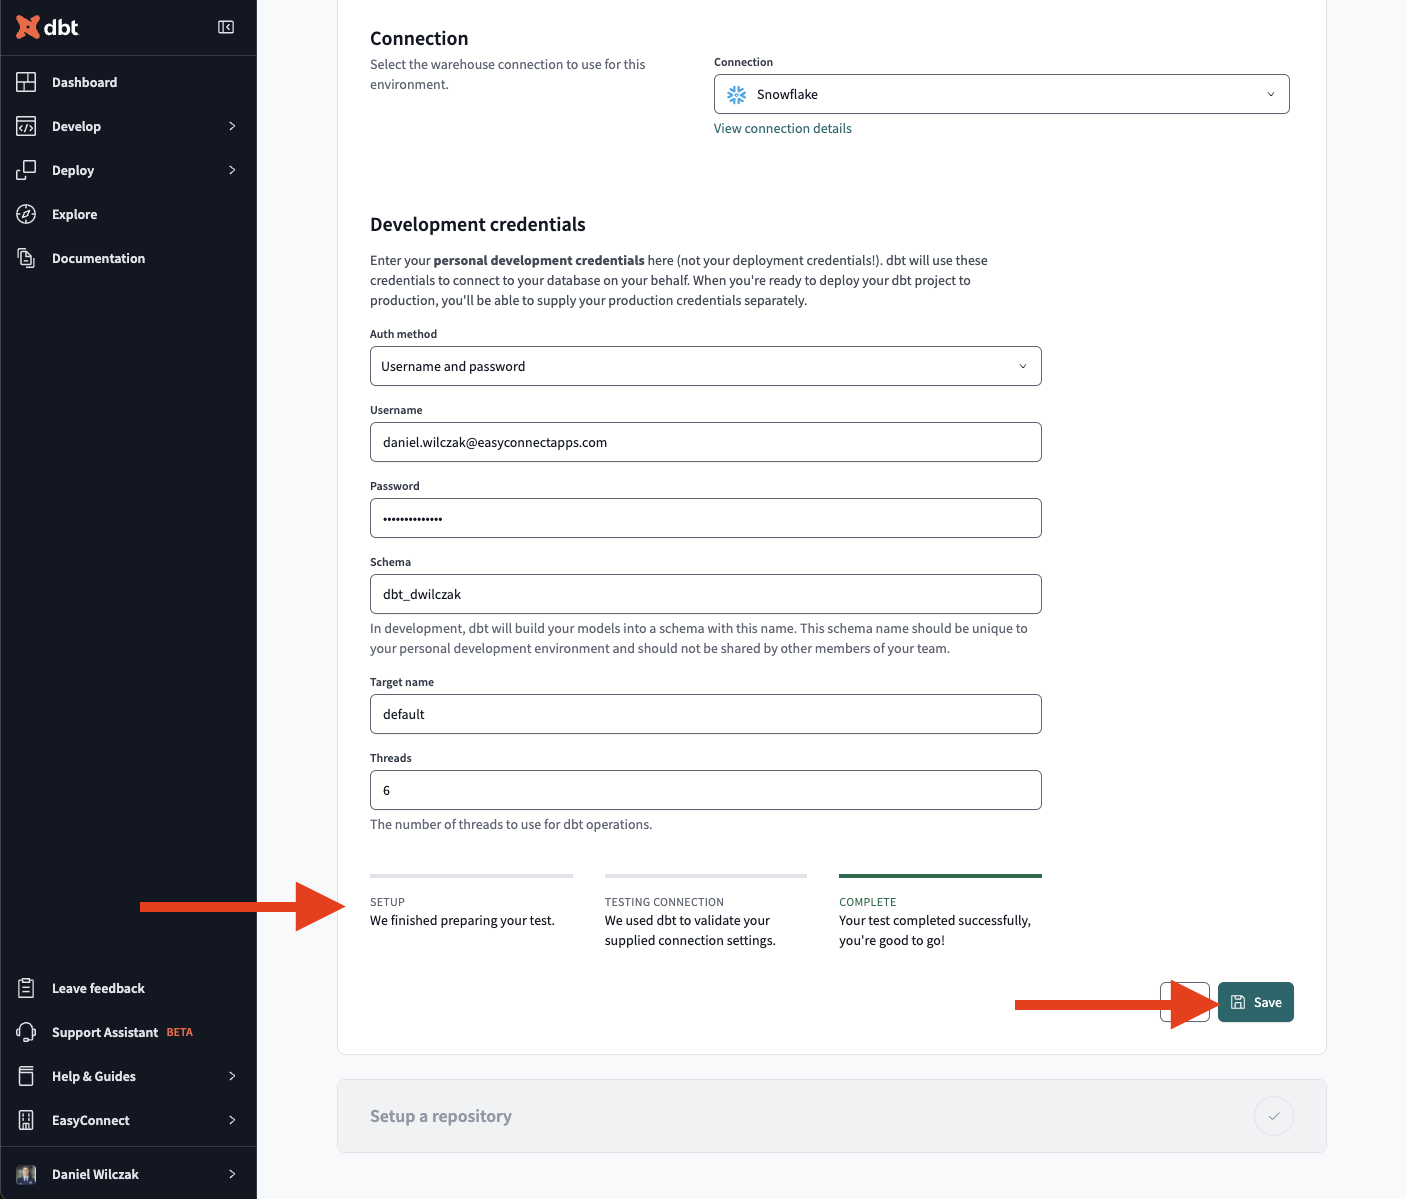 dbt
Dashboard
Develop
Deploy
Explore
Documentation
Leave feedback
Support Assistant BETA
Help & Guides
EasyConnect
Daniel Wilczak
Connection
Select the warehouse connection to use for this
environment.
Connection
Snowflake
View connection details
Development credentials
Enter your personal development credentials here (not your deployment credentials!). dbt will use these
credentials to connect to your database on your behalf. When you're ready to deploy your dbt project to
production, you'll be able to supply your production credentials separately.
Auth method
Username and password
Username
daniel.wilczak@easyconnectapps.com
Password
••••••••••••••
Schema
dbt_dwilczak
In development, dbt will build your models into a schema with this name. This schema name should be unique to
your personal development environment and should not be shared by other members of your team.
Target name
default
Threads
6
The number of threads to use for dbt operations.
SETUP
We finished preparing your test.
TESTING CONNECTION
We used dbt to validate your
supplied connection settings.
COMPLETE
Your test completed successfully,
you're good to go!
Save
Setup a repository